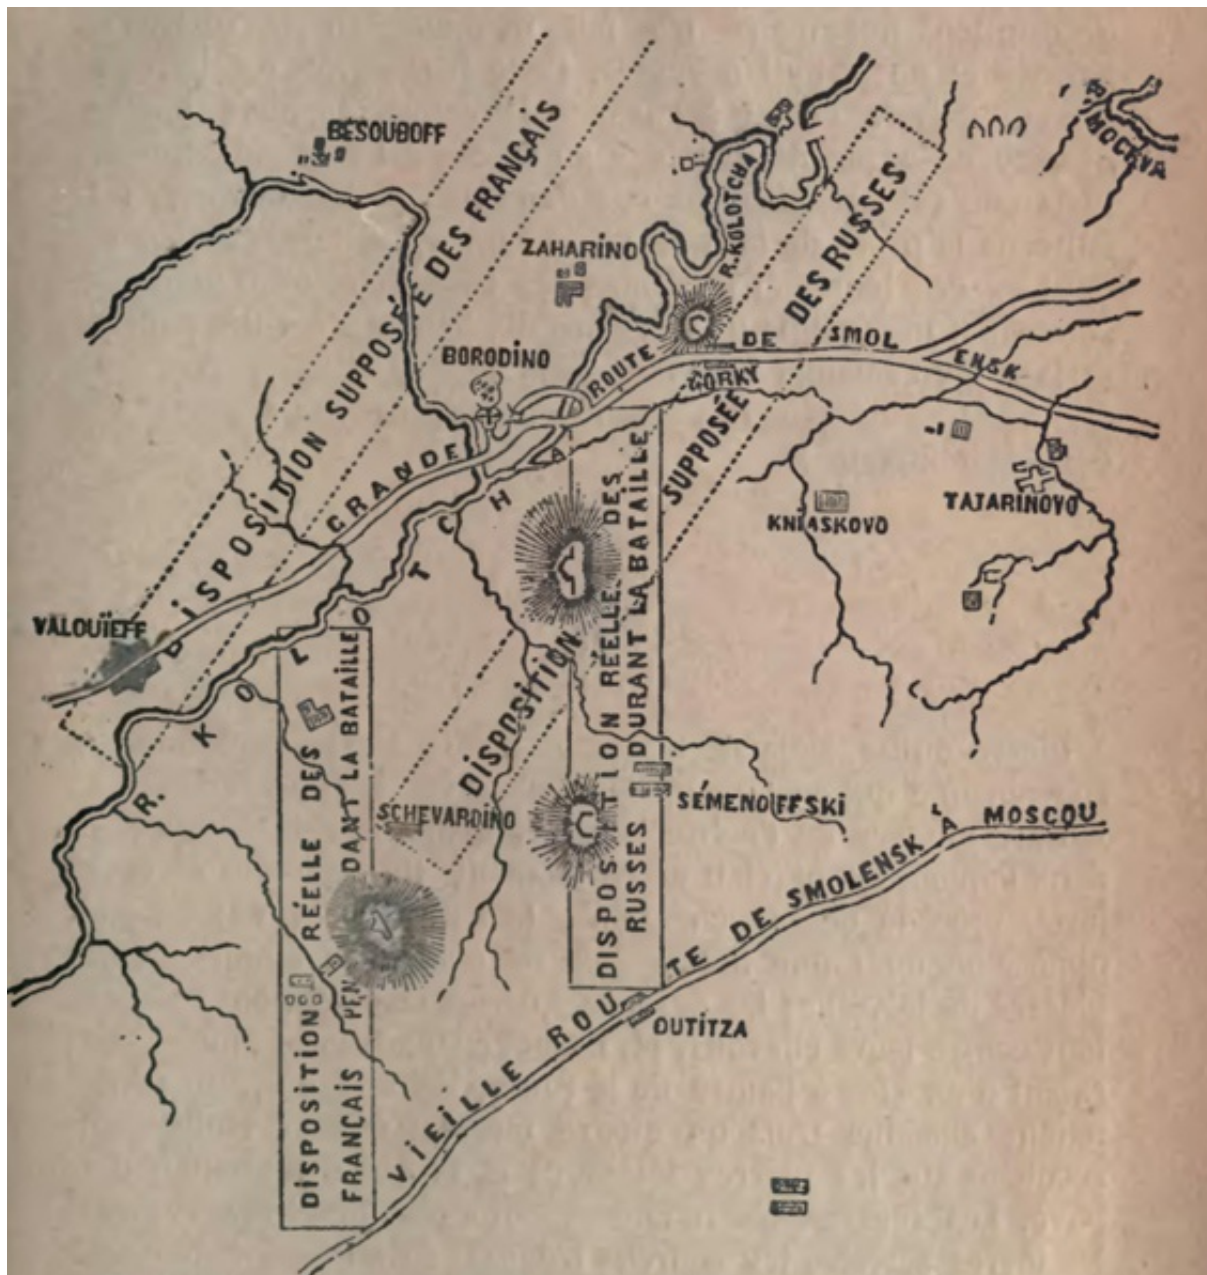 BESOUBOFF
MOCKVA
ZAHARINO
R. KOLOTCHA
BORODINO
GORKY
GRANDE ROUTE DE SMOLENSK
DISPOSITION SUPPOSÉE DES FRANÇAIS
DISPOSITION SUPPOSÉE DES RUSSES
KNIASKOVO
TATARINOVO
VALOUÏEFF
R. KOLOTCHA
DISPOSITION RÉELLE DES
FRANÇAIS PENDANT LA BATAILLE
DISPOSITION RÉELLE DES
RUSSES DURANT LA BATAILLE
SCHEVARDINO
SÉMENOFFSKI
VIEILLE ROUTE DE SMOLENSK À MOSCOU
OUTITZA